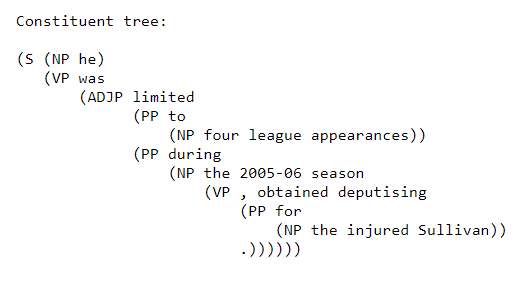 Constituent tree:
(S (NP he)
(VP was
(ADJP limited
(PP to
(NP four league appearances))
(PP during
(NP the 2005-06 season
(VP , obtained deputising
(PP for
(NP the injured Sullivan))
.))))))